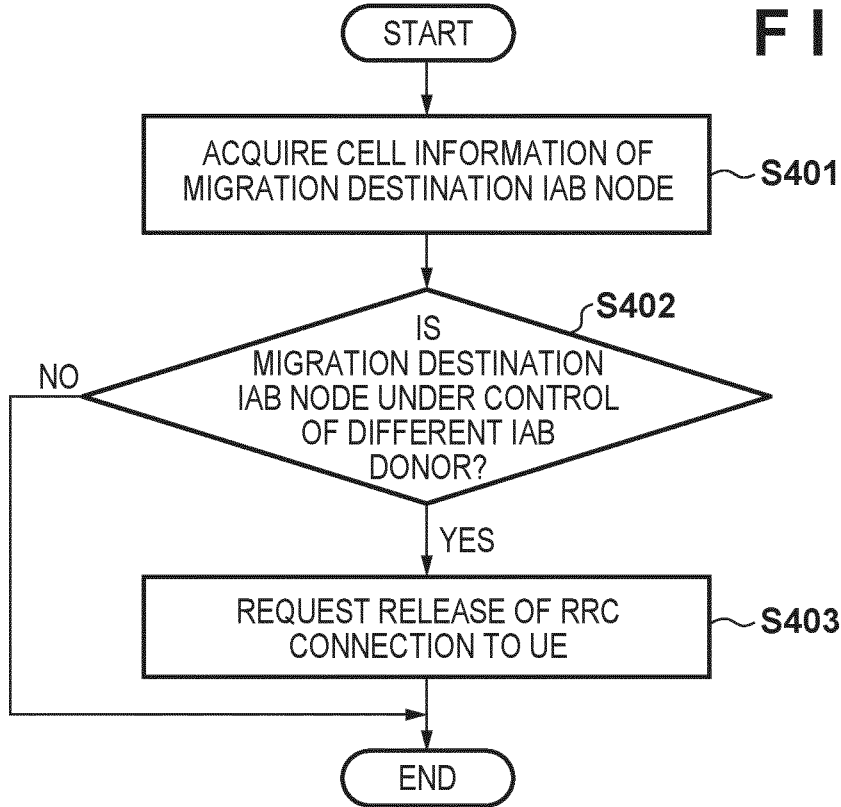 F I
START
ACQUIRE CELL INFORMATION OF
MIGRATION DESTINATION IAB NODE
S401
S402
IS
MIGRATION DESTINATION
IAB NODE UNDER CONTROL
OF DIFFERENT IAB
DONOR?
NO
YES
REQUEST RELEASE OF RRC
CONNECTION TO UE
S403
END